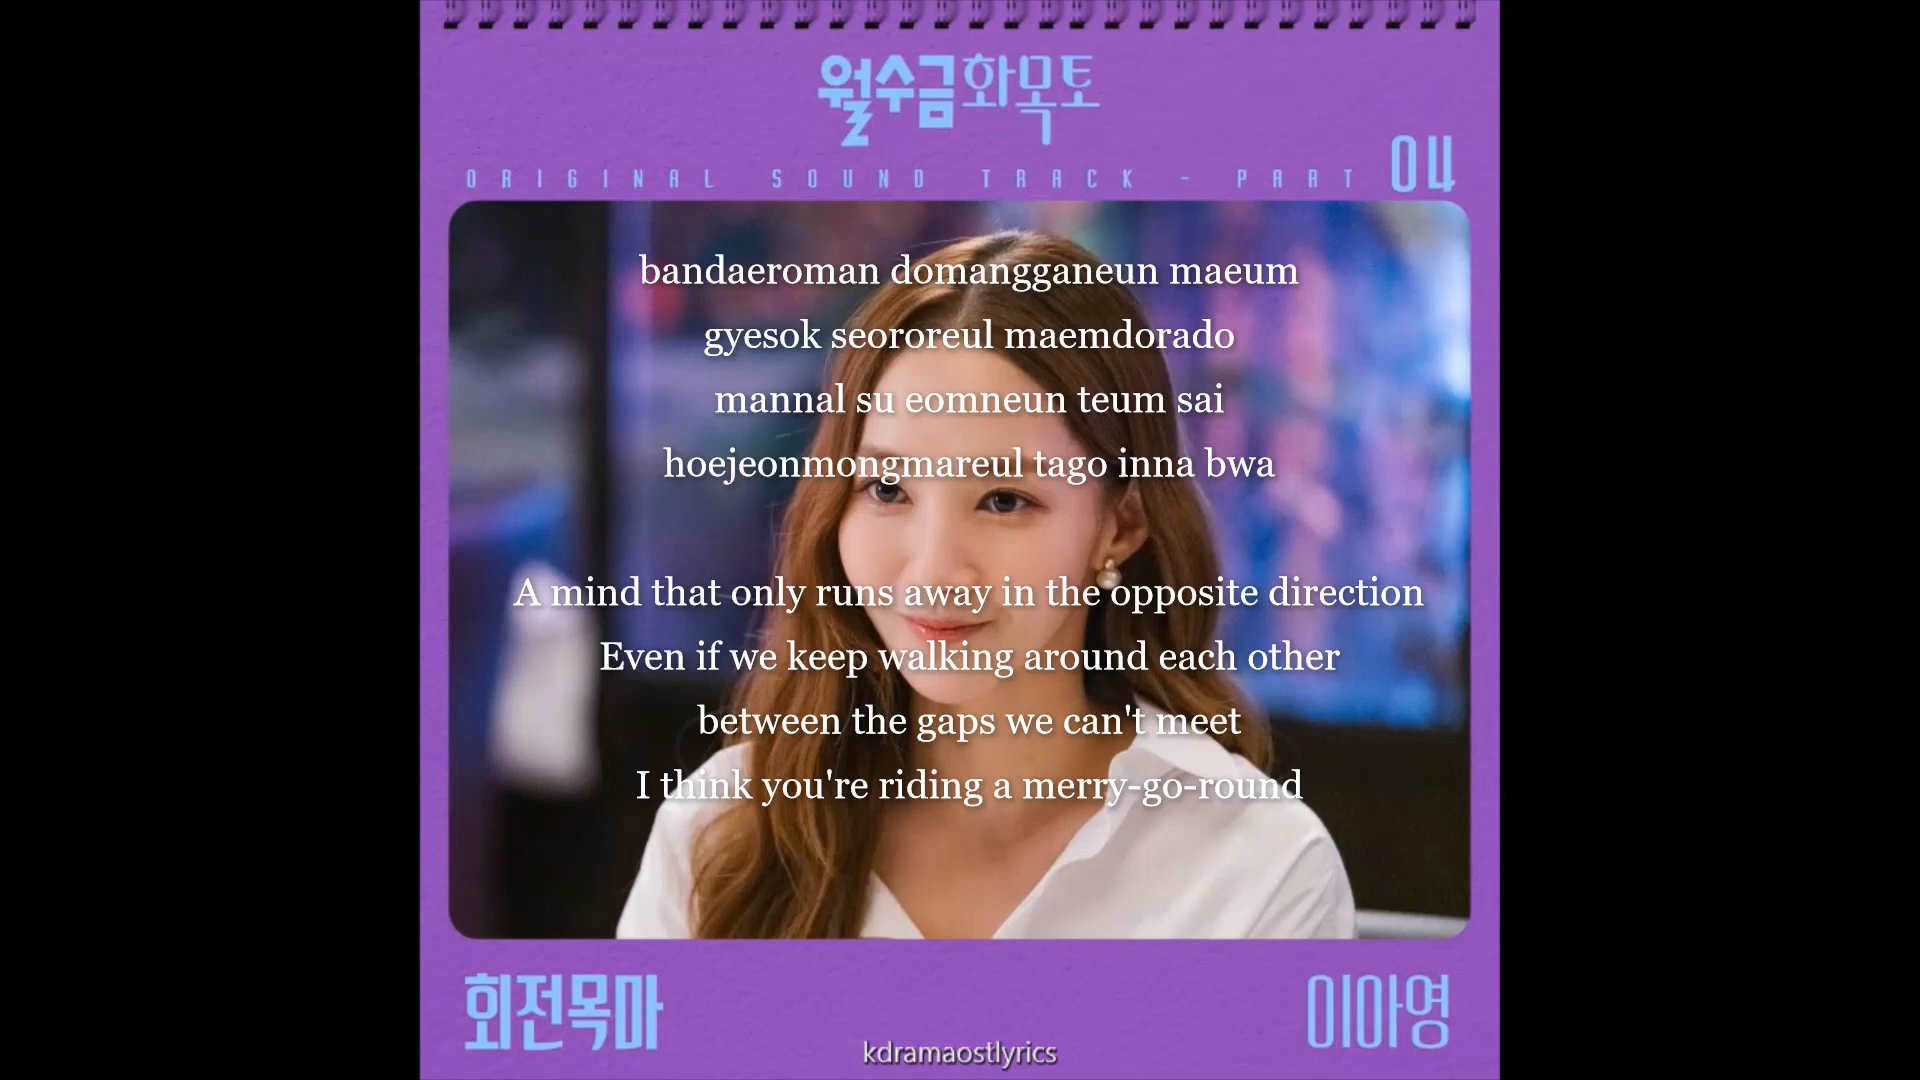 월수금화목토
ORIGINAL SOUND TRACK - PART 04
bandaeroman domangganeun maeum
gyesok seororeul maemdorado
mannal su eomneun teum sai
hoejeonmongmareul tago inna bwa
A mind that only runs away in the opposite direction
Even if we keep walking around each other
between the gaps we can't meet
I think you're riding a merry-go-round
회전목마
이아영
kdramaostlyrics